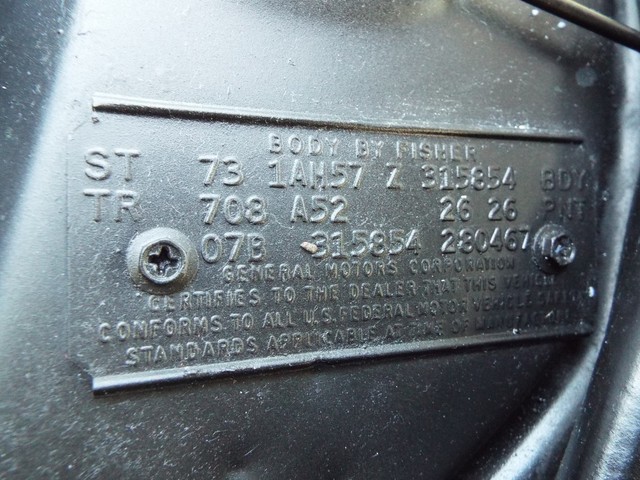 BODY BY FISHER
ST 73 1AH57 Z 315854 BDY
TR 708 A52 26 26 PNT
07B 315854 280467
GENERAL MOTORS CORPORATION
CERTIFIES TO THE DEALER THAT THIS VEHICLE
CONFORMS TO ALL U.S. FEDERAL MOTOR VEHICLE SAFETY
STANDARDS APPLICABLE AT TIME OF